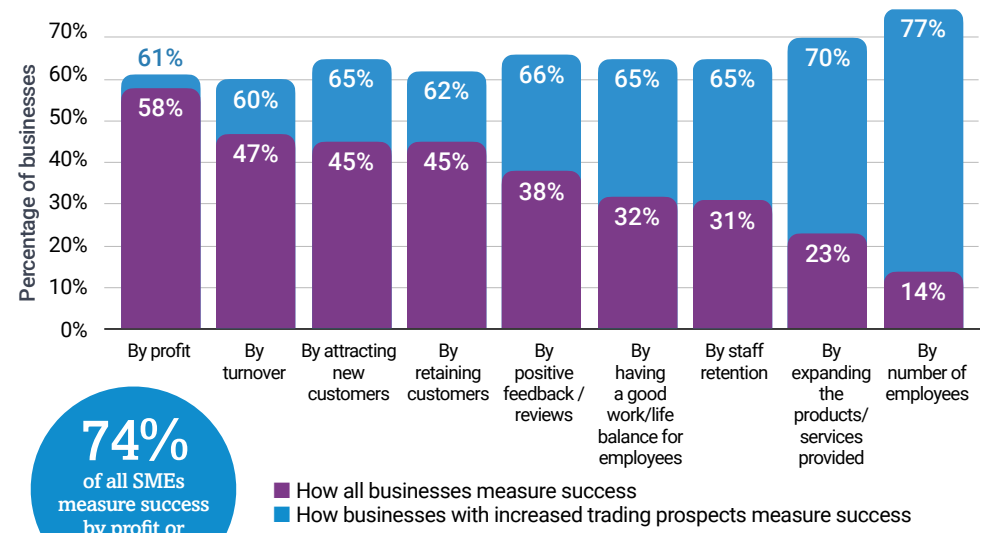 Percentage of businesses
70%
60%
50%
40%
30%
20%
10%
0%
61%
58%
60%
47%
65%
45%
62%
45%
66%
38%
65%
32%
65%
31%
70%
23%
77%
14%
By profit
By
turnover
By attracting
new
customers
By
retaining
customers
By
positive
feedback /
reviews
By
having
a good
work/life
balance for
employees
By staff
retention
By
expanding
the
products/
services
provided
By
number of
employees
74%
of all SMEs
measure success
by profit or
How all businesses measure success
How businesses with increased trading prospects measure success